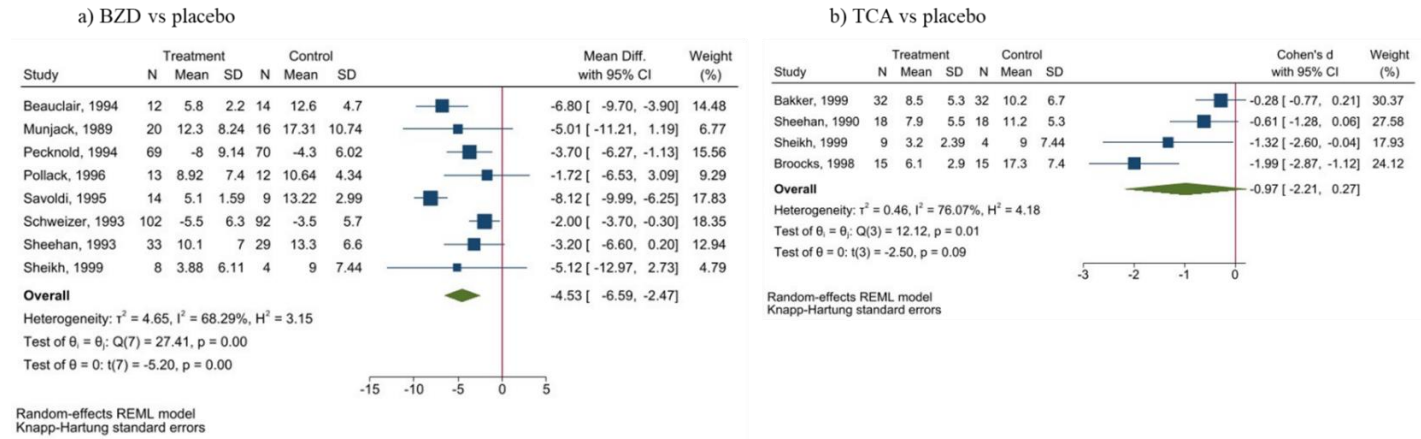 a) BZD vs placebo
Treatment Control Mean Diff. Weight
Study N Mean SD N Mean SD with 95% CI (%)
Beauclair, 1994 12 5.8 2.2 14 12.6 4.7 -6.80 [ -9.70, -3.90] 14.48
Munjack, 1989 20 12.3 8.24 16 17.31 10.74 -5.01 [ -11.21, 1.19] 6.77
Pecknold, 1994 69 -8 9.14 70 -4.3 6.02 -3.70 [ -6.27, -1.13] 15.56
Pollack, 1996 13 8.92 7.4 12 10.64 4.34 -1.72 [ -6.53, 3.09] 9.29
Savoldi, 1995 14 5.1 1.59 9 13.22 2.99 -8.12 [ -9.99, -6.25] 17.83
Schweizer, 1993 102 -5.5 6.3 92 -3.5 5.7 -2.00 [ -3.70, -0.30] 18.35
Sheehan, 1993 33 10.1 7 29 13.3 6.6 -3.20 [ -6.60, 0.20] 12.94
Sheikh, 1999 8 3.88 6.11 4 9 7.44 -5.12 [ -12.97, 2.73] 4.79
Overall -4.53 [ -6.59, -2.47]
Heterogeneity: τ² = 4.65, I² = 68.29%, H² = 3.15
Test of θᵢ = θⱼ: Q(7) = 27.41, p = 0.00
Test of θ = 0: t(7) = -5.20, p = 0.00
-15 -10 -5 0 5
Random-effects REML model
Knapp-Hartung standard errors
b) TCA vs placebo
Treatment Control Cohen's d Weight
Study N Mean SD N Mean SD with 95% CI (%)
Bakker, 1999 32 8.5 5.3 32 10.2 6.7 -0.28 [ -0.77, 0.21] 30.37
Sheehan, 1990 18 7.9 5.5 18 11.2 5.3 -0.61 [ -1.28, 0.06] 27.58
Sheikh, 1999 9 3.2 2.39 4 9 7.44 -1.32 [ -2.60, -0.04] 17.93
Broocks, 1998 15 6.1 2.9 15 17.3 7.4 -1.99 [ -2.87, -1.12] 24.12
Overall -0.97 [ -2.21, 0.27]
Heterogeneity: τ² = 0.46, I² = 76.07%, H² = 4.18
Test of θᵢ = θⱼ: Q(3) = 12.12, p = 0.01
Test of θ = 0: t(3) = -2.50, p = 0.09
-3 -2 -1 0
Random-effects REML model
Knapp-Hartung standard errors